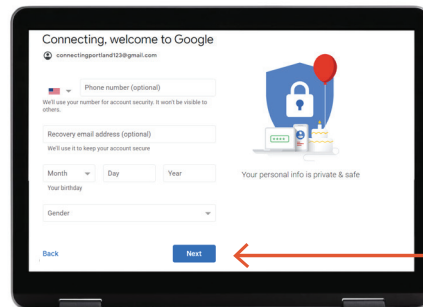 Connecting, welcome to Google
connectingportland123@gmail.com
Phone number (optional)
We'll use your number for account security. It won't be visible to
others.
Recovery email address (optional)
We'll use it to keep your account secure
Month Day Year
Your birthday
Your personal info is private & safe
Gender
Back Next